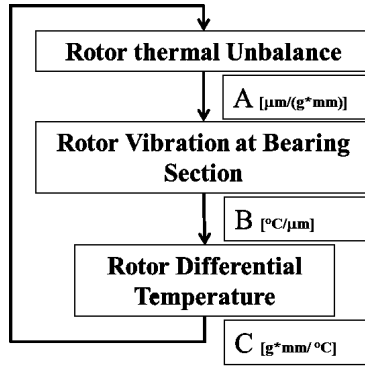 Rotor thermal Unbalance
A [µm/(g*mm)]
Rotor Vibration at Bearing
Section
B [°C/µm]
Rotor Differential
Temperature
C [g*mm/°C]